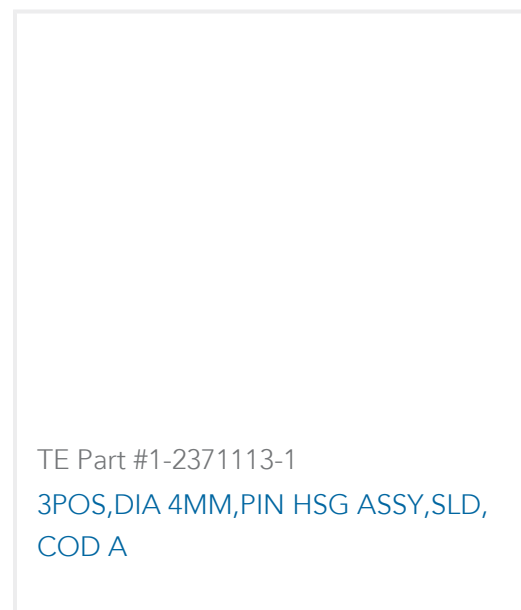 TE Part #1-2371113-1
3POS,DIA 4MM,PIN HSG ASSY,SLD,
COD A